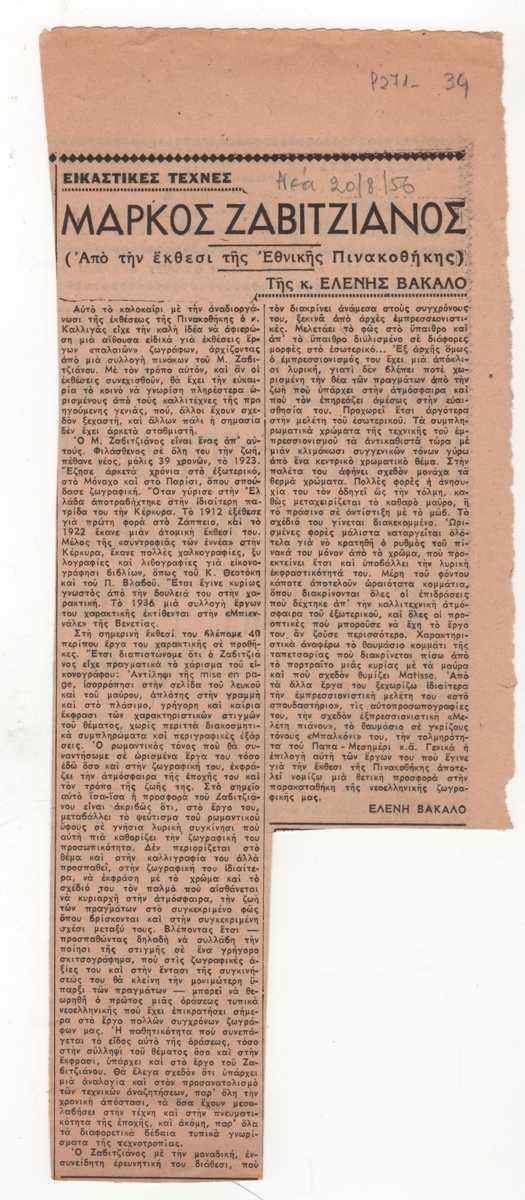 Ρ271- 34
ΕΙΚΑΣΤΙΚΕΣ ΤΕΧΝΕΣ
Νέα 20/8/56
ΜΑΡΚΟΣ ΖΑΒΙΤΖΙΑΝΟΣ
(Ἀπὸ τὴν ἔκθεσι τῆς Ἐθνικῆς Πινακοθήκης)
Τῆς κ. ΕΛΕΝΗΣ ΒΑΚΑΛΟ
Αὐτὸ τὸ καλοκαίρι μὲ τὴν ἀναδιοργά-
νωσι τῆς ἐκθέσεως τῆς Πινακοθήκης ὁ κ.
Καλλιγᾶς εἶχε τὴν καλὴ ἰδέα νὰ ἀφιερώ-
ση μιὰ αἴθουσα εἰδικὰ γιὰ ἐκθέσεις ἔρ-
γων «παλαιῶν» ζωγράφων, ἀρχίζοντας
ἀπὸ μιὰ συλλογὴ πινάκων τοῦ Μ. Ζαβι-
τζιάνου. Μὲ τὸν τρόπο αὐτόν, καὶ ἂν οἱ
ἐκθέσεις συνεχισθοῦν, θὰ ἔχει τὴν εὐκαι-
ρία τὸ κοινὸ νὰ γνωρίση πληρέστερα ὡ-
ρισμένους ἀπὸ τοὺς καλλιτέχνες τῆς προ
ηγούμενης γενιᾶς, ποὺ, ἄλλοι ἔχουν σχε-
δὸν ξεχαστῆ, καὶ ἄλλων πάλι ἡ σημασία
δὲν ἔχει ἀρκετὰ σταθμιστῆ.
Ὁ Μ. Ζαβιτζιάνος εἶναι ἕνας ἀπ᾿ αὐ-
τούς. Φιλάσθενος σὲ ὅλη του τὴν ζωή,
πέθανε νέος, μόλις 39 χρονῶν, τὸ 1923.
Ἔζησε ἀρκετὰ χρόνια στὸ ἐξωτερικό,
στὸ Μόναχο καὶ στὸ Παρίσι, ὅπου σπού-
δασε ζωγραφική. Ὅταν γύρισε στὴν Ἑλ
λάδα ἀποτραβήχτηκε στὴν ἰδιαίτερη πα-
τρίδα του τὴν Κέρκυρα. Τὸ 1912 ἐξέθεσε
γιὰ πρώτη φορὰ στὸ Ζάππειο, καὶ τὸ
1922 ἔκανε μιὰν ἀτομικὴ ἔκθεσί του.
Μέλος τῆς «συντροφιᾶς τῶν ἐννέα» στὴν
Κέρκυρα, ἔκανε πολλὲς χαλκογραφίες, ξυ
λογραφίες καὶ λιθογραφίες γιὰ εἰκονο-
γράφησι βιβλίων, ὅπως τοῦ Κ. Θεοτόκη
καὶ τοῦ Π. Βλαβοῦ. Ἔτσι ἔγινε κυρίως
γνωστὸς ἀπὸ τὴν δουλειά του στὴν χα-
ρακτική. Τὸ 1936 μιὰ συλλογὴ ἔργων
του χαρακτικῆς ἐκτίθενται στὴν «Μπιεν-
νάλε» τῆς Βενετίας.
Στὴ σημερινὴ ἔκθεσί του βλέπομε 40
περίπου ἔργα του χαρακτικῆς σὲ προθῆ-
κες. Ἔτσι διαπιστώνομε ὅτι ὁ Ζαβιτζιά
νος εἶχε πραγματικὰ τὸ χάρισμα τοῦ εἰ-
κονογράφου: Ἀντίληψι τῆς mise en pa-
ge, ἰσορρόπησι στὴν σελίδα τοῦ λευκοῦ
καὶ τοῦ μαύρου, ἁπλότης στὴν γραμμὴ
καὶ στὸ πλάσιμο, γρήγορη καὶ καίρια
ἔκφρασι τῶν χαρακτηριστικῶν στιγμῶν
τοῦ θέματος, χωρὶς περιττὰ διακοσμητι-
κὰ συμπληρώματα καὶ περιγραφικὲς ἐξάρ
σεις. Ὁ ρωμαντικὸς τόνος ποὺ θὰ συ-
ναντήσωμε σὲ ὡρισμένα ἔργα του τόσο
ἐδῶ ὅσο καὶ στὴν ζωγραφική του, ἐκφρά-
ζει τὴν ἀτμόσφαιρα τῆς ἐποχῆς του καὶ
τὸν τρόπο τῆς ζωῆς της. Στὸ σημεῖο
αὐτὸ ἴσα-ἴσα ἡ προσφορὰ τοῦ Ζαβιτζιά-
νου εἶναι ἀκριβῶς ὅτι, στὸ ἔργο του,
μεταβάλλει τὸ ψεύτισμα τοῦ ρωμαντικοῦ
ὕφους σὲ γνήσια λυρικὴ συγκίνησι ποὺ
αὐτὴ πιὰ καθορίζει τὴν ζωγραφική του
προσωπικότητα. Δὲν περιορίζεται στὸ
θέμα καὶ στὴν καλλιγραφία του ἀλλὰ
προσπαθεῖ, στὴν ζωγραφική του ἰδιαίτε-
ρα, νὰ ἐκφράση μὲ τὸ χρῶμα καὶ τὸ
σχέδιό του τὸν παλμὸ ποὺ αἰσθάνεται
νὰ κυριαρχῆ στὴν ἀτμόσφαιρα, τὴν ζωὴ
τῶν πραγμάτων στὸ συγκεκριμένο φῶς
ὅπου βρίσκονται καὶ στὴν συγκεκριμένη
σχέσι μεταξύ τους. Βλέποντας ἔτσι —
προσπαθώντας δηλαδὴ νὰ συλλάβη τὴν
ποίησι τῆς στιγμῆς σὲ ἕνα γρήγορο
σκιτσογράφημα, ποὺ στὶς ζωγραφικὲς ἀ-
ξίες του καὶ στὴν ἔντασι τῆς συγκινή-
σεώς του θὰ κλείνη τὴν μονιμώτερη ὕ-
παρξι τῶν πραγμάτων — μπορεῖ νὰ θε-
ωρηθῆ ὁ πρῶτος μιᾶς ὁράσεως τυπικὰ
νεοελληνικῆς ποὺ ἔχει ἐπικρατήσει σήμε-
ρα στὸ ἔργο πολλῶν συγχρόνων ζωγρά-
φων μας. Ἡ παθητικότητα ποὺ συνεπά-
γεται τὸ εἶδος αὐτὸ τῆς ὁράσεως, τόσο
στὴν σύλληψι τοῦ θέματος ὅσο καὶ στὴν
ἔκφρασι, ὑπάρχει καὶ στὸ ἔργο τοῦ Ζα-
βιτζιάνου. Θὰ ἔλεγα σχεδὸν ὅτι ὑπάρχει
μιὰ ἀναλογία καὶ στὸν προσανατολισμὸ
τῶν τεχνικῶν ἀναζητήσεων, παρ᾿ ὅλη τὴν
χρονικὴ ἀπόστασι, τὰ ὅσα ἔχουν μεσο-
λαβήσει στὴν τέχνη καὶ στὴν πνευματι-
κότητα τῆς ἐποχῆς, καὶ ἀκόμη, παρ᾿ ὅλα
τὰ διαφορετικὰ βέβαια τυπικὰ γνωρί-
σματα τῆς τεχνοτροπίας.
Ὁ Ζαβιτζιάνος μὲ τὴν μοναδική, ἐν-
συνείδητη ἐρευνητική του διάθεσι, ποὺ
τὸν διακρίνει ἀνάμεσα στοὺς συγχρόνους
του, ξεκινᾶ ἀπὸ ἀρχὲς ἐμπρεσσιονιστι-
κές. Μελετάει τὸ φῶς στὸ ὕπαιθρο καὶ
ἀπ᾿ τὸ ὕπαιθρο διϋλισμένο σὲ διάφορες
μορφὲς στὸ ἐσωτερικό... Ἐξ ἀρχῆς ὅμως
ὁ ἐμπρεσσιονισμός του ἔχει μιὰ ἀπόκλι-
σι λυρική, γιατὶ δὲν βλέπει ποτὲ χω-
ρισμένη τὴν θέα τῶν πραγμάτων ἀπὸ τὴν
ζωὴ ποὺ ὑπάρχει στὴν ἀτμόσφαιρα καὶ
ποὺ τὸν ἐπηρεάζει ἀμέσως στὴν εὐαι-
σθησία του. Προχωρεῖ ἔτσι ἀργότερα
στὴν μελέτη τοῦ ἐσωτερικοῦ. Τὰ συμπλη-
ρωματικὰ χρώματα τῆς τεχνικῆς τοῦ ἐμ-
πρεσσιονισμοῦ τὰ ἀντικαθιστᾶ τώρα μὲ
μιὰν κλιμάκωσι συγγενικῶν τόνων γύρω
ἀπὸ ἕνα κεντρικὸ χρωματικὸ θέμα. Στὴν
παλέτα του ἀφήνει σχεδὸν μονάχα τὰ
θερμὰ χρώματα. Πολλὲς φορὲς ἡ ἀνησυ-
χία του τὸν ὁδηγεῖ ὡς τὴν τόλμη, κα-
θὼς μεταχειρίζεται τὸ καθαρὸ μαῦρο, ἢ
τὸ πράσινο σὲ ἀντίστιξη μὲ τὸ μώβ. Τὸ
σχέδιό του γίνεται διακεκομμένο. Ὡρισ-
μένες φορὲς μάλιστα καταργεῖται ὁλό-
τελα γιὰ νὰ κρατηθῆ ὁ ρυθμὸς τοῦ πί-
νακά του μόνον ἀπὸ τὸ χρῶμα, ποὺ προ-
εκτείνει ἔτσι καὶ ὑποβάλλει τὴν λυρικὴ
ἐκφραστικότητά του. Μέρη τοῦ φόντου
κάποτε ἀποτελοῦν ὡραιότατα κομμάτια,
ὅπου διακρίνονται ὅλες οἱ ἐπιδράσεις
ποὺ δέχτηκε ἀπ᾿ τὴν καλλιτεχνικὴ ἀτμό-
σφαιρα τοῦ ἐξωτερικοῦ, καὶ ὅλες οἱ προ-
οπτικὲς ποὺ μποροῦσε νὰ ἔχη τὸ ἔργο
του ἂν ζοῦσε περισσότερο. Χαρακτηρι-
στικὰ ἀναφέρω τὸ θαυμάσιο κομμάτι τῆς
ταπετσαρίας ποὺ διακρίνεται πίσω ἀπὸ
τὸ πορτραῖτο μιᾶς κυρίας μὲ τὰ μαῦρα
καὶ ποὺ σχεδὸν θυμίζει Matisse. Ἀπὸ
τὰ ἄλλα ἔργα του ξεχωρίζω ἰδιαίτερα
τὴν ἐμπρεσσιονιστικὴ μελέτη του «στὸ
σπουδαστήριο», τὶς αὐτοπροσωπογραφίες
του, τὴν σχεδὸν ἐξπρεσσιονιστικὴ «Με-
λέτη πιάνου», τὸ θαυμάσιο σὲ γκρίζους
τόνους «Μπαλκόνι» του, τὴν τολμηρότη-
τα τοῦ Παπα - Μεσημέρι κ.ἄ. Γενικὰ ἡ
ἐπιλογὴ αὐτὴ τῶν ἔργων του ποὺ ἔγινε
γιὰ τὴν ἔκθεσι τῆς Πινακοθήκης ἀποτε-
λεῖ νομίζω μιὰ θετικὴ προσφορὰ στὴν
παρακαταθήκη τῆς νεοελληνικῆς ζωγρα-
φικῆς μας.
ΕΛΕΝΗ ΒΑΚΑΛΟ